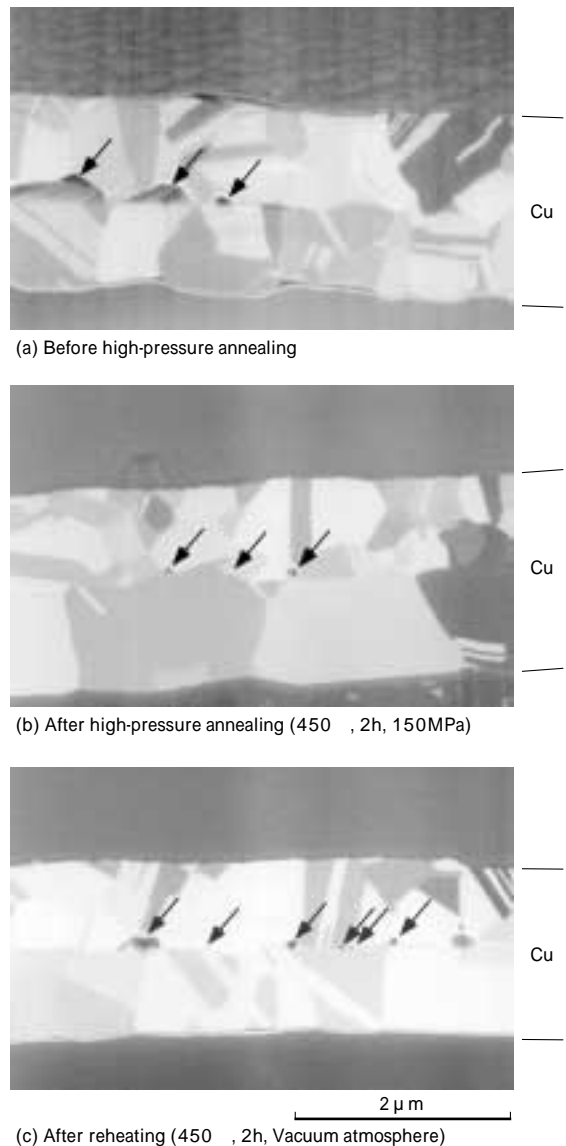 Cu
(a) Before high-pressure annealing
Cu
(b) After high-pressure annealing (450 , 2h, 150MPa)
Cu
2 µ m
(c) After reheating (450 , 2h, Vacuum atmosphere)